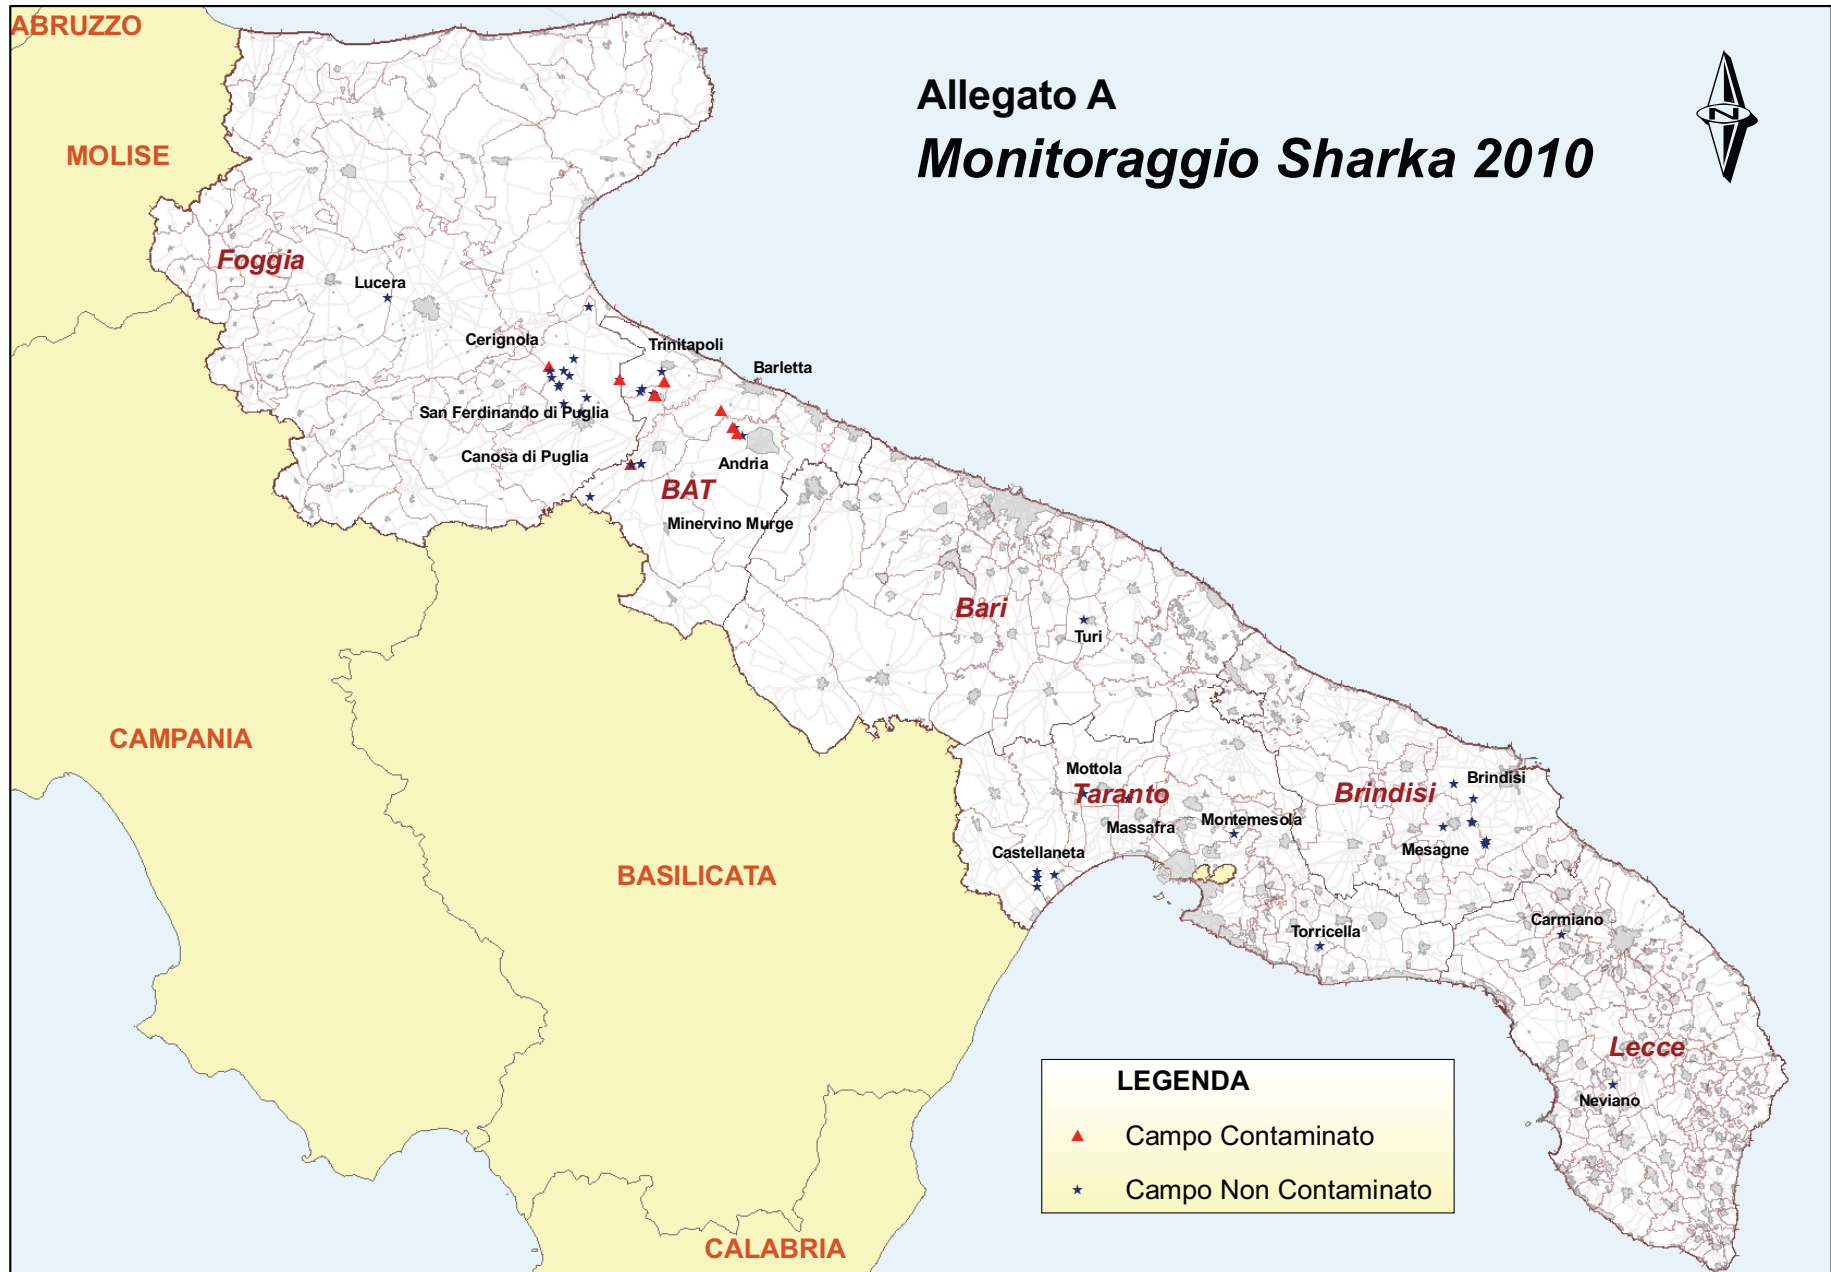 ABRUZZO
Allegato A
Monitoraggio Sharka 2010
N
MOLISE
Foggia
Lucera
Cerignola
Trinitapoli
Barletta
San Ferdinando di Puglia
Canosa di Puglia
Andria
BAT
Minervino Murge
Bari
Turi
CAMPANIA
Mottola
Taranto
Brindisi
Brindisi
Massafra
Montemesola
Mesagne
Castellaneta
BASILICATA
Torricella
Carmiano
Lecce
Neviano
LEGENDA
Campo Contaminato
Campo Non Contaminato
CALABRIA